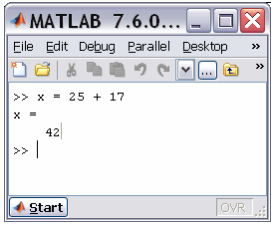 MATLAB 7.6.0...
File Edit Debug Parallel Desktop »
... »
>> x = 25 + 17
x =
42
>>
Start OVR